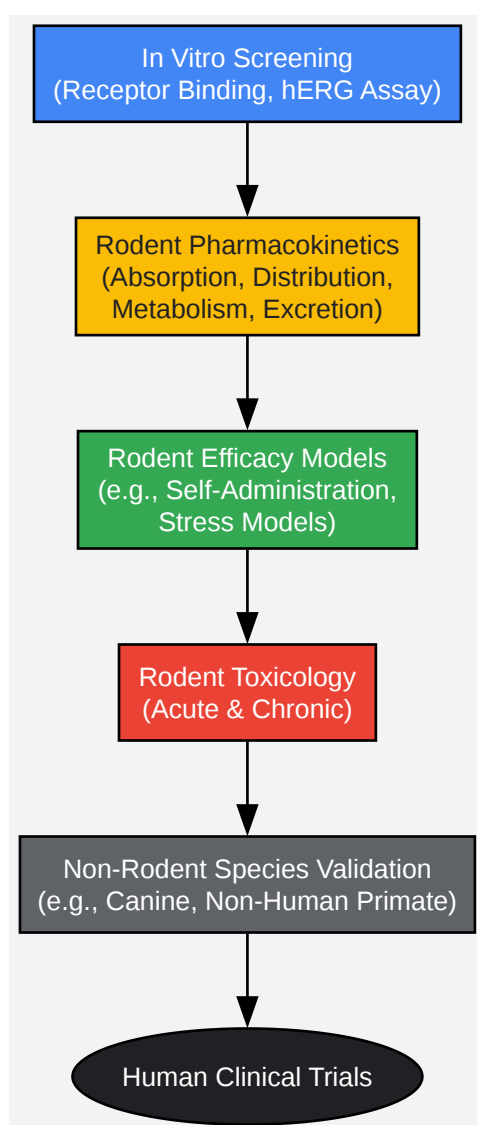 In Vitro Screening
(Receptor Binding, hERG Assay)
Rodent Pharmacokinetics
(Absorption, Distribution,
Metabolism, Excretion)
Rodent Efficacy Models
(e.g., Self-Administration,
Stress Models)
Rodent Toxicology
(Acute & Chronic)
Non-Rodent Species Validation
(e.g., Canine, Non-Human Primate)
Human Clinical Trials